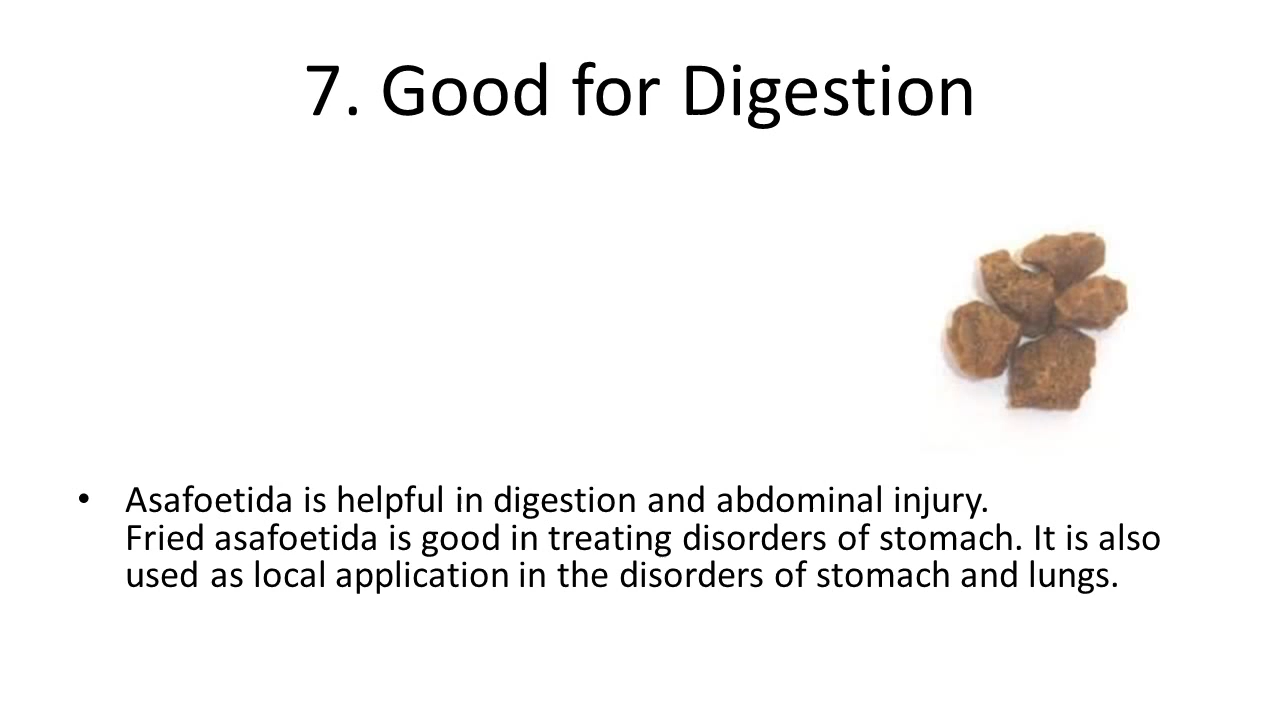 7. Good for Digestion
• Asafoetida is helpful in digestion and abdominal injury.
Fried asafoetida is good in treating disorders of stomach. It is also
used as local application in the disorders of stomach and lungs.